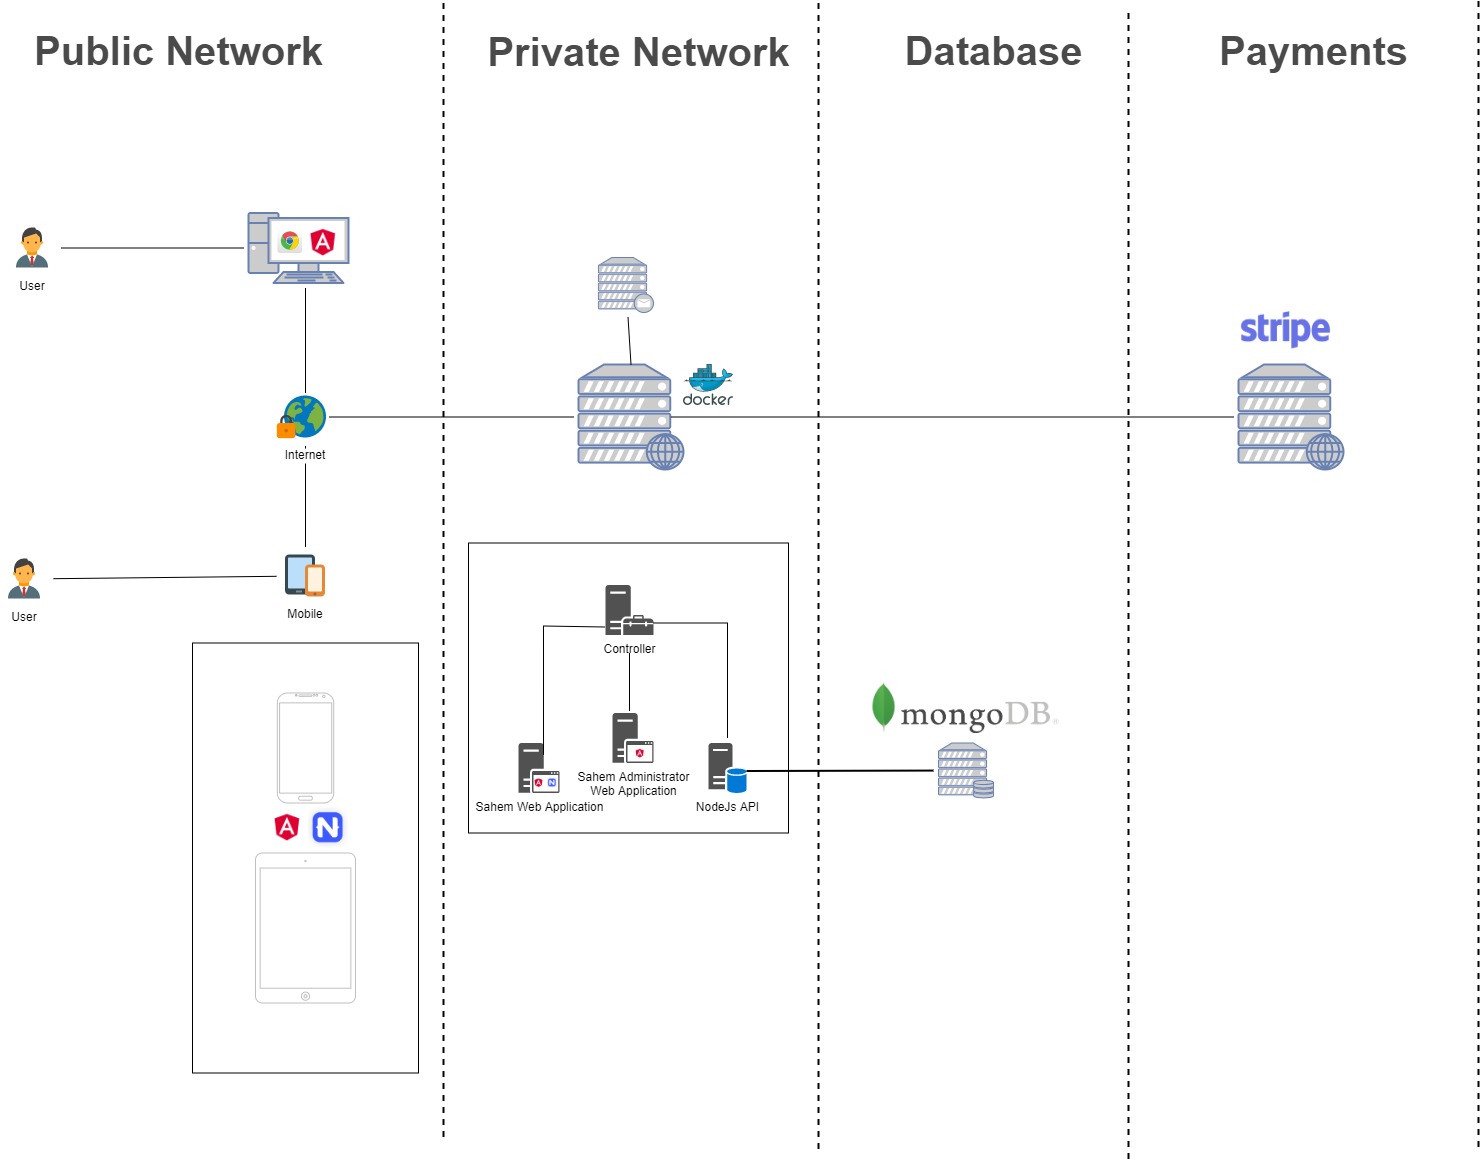 Public Network
Private Network
Database
Payments
User
stripe
docker
Internet
User
Mobile
Controller
mongoDB
Sahem Administrator
Web Application
Sahem Web Application
NodeJs API